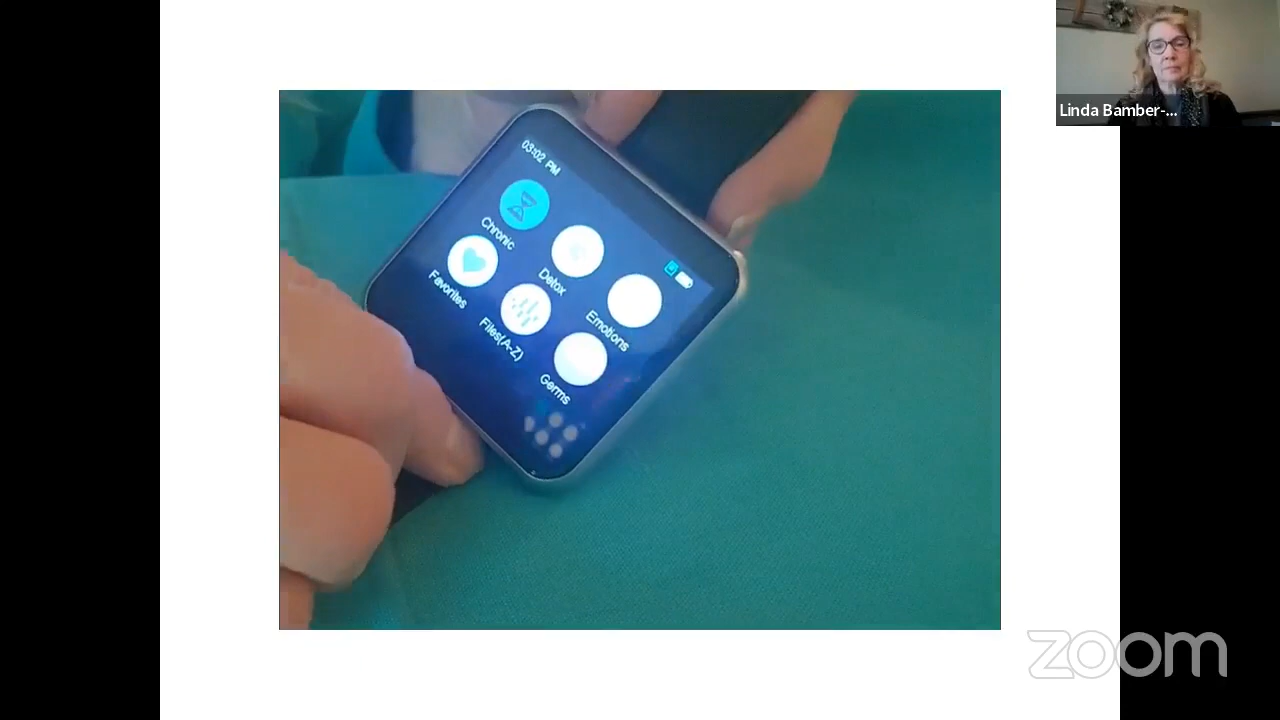 Linda Bamber-...
03:02 PM
Chronic
Detox
Emotions
Favorites
Files(A-Z)
Germs
zoom